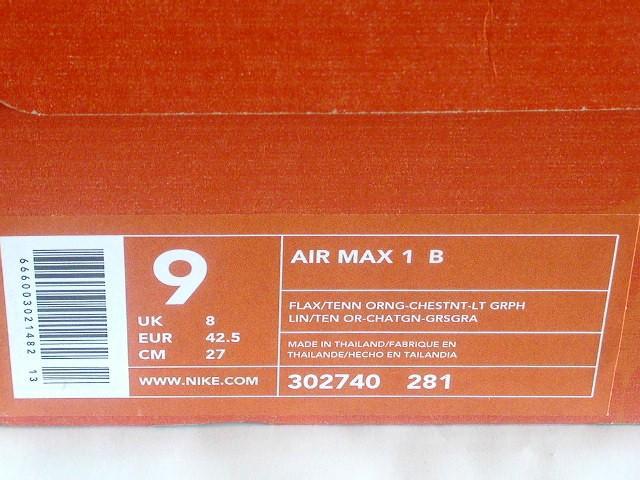 666003021482 13
9
UK 8
EUR 42.5
CM 27
WWW.NIKE.COM
AIR MAX 1 B
FLAX/TENN ORNG-CHESTNT-LT GRPH
LIN/TEN OR-CHATGN-GRSGRA
MADE IN THAILAND/FABRIQUE EN
THAILANDE/HECHO EN TAILANDIA
302740 281